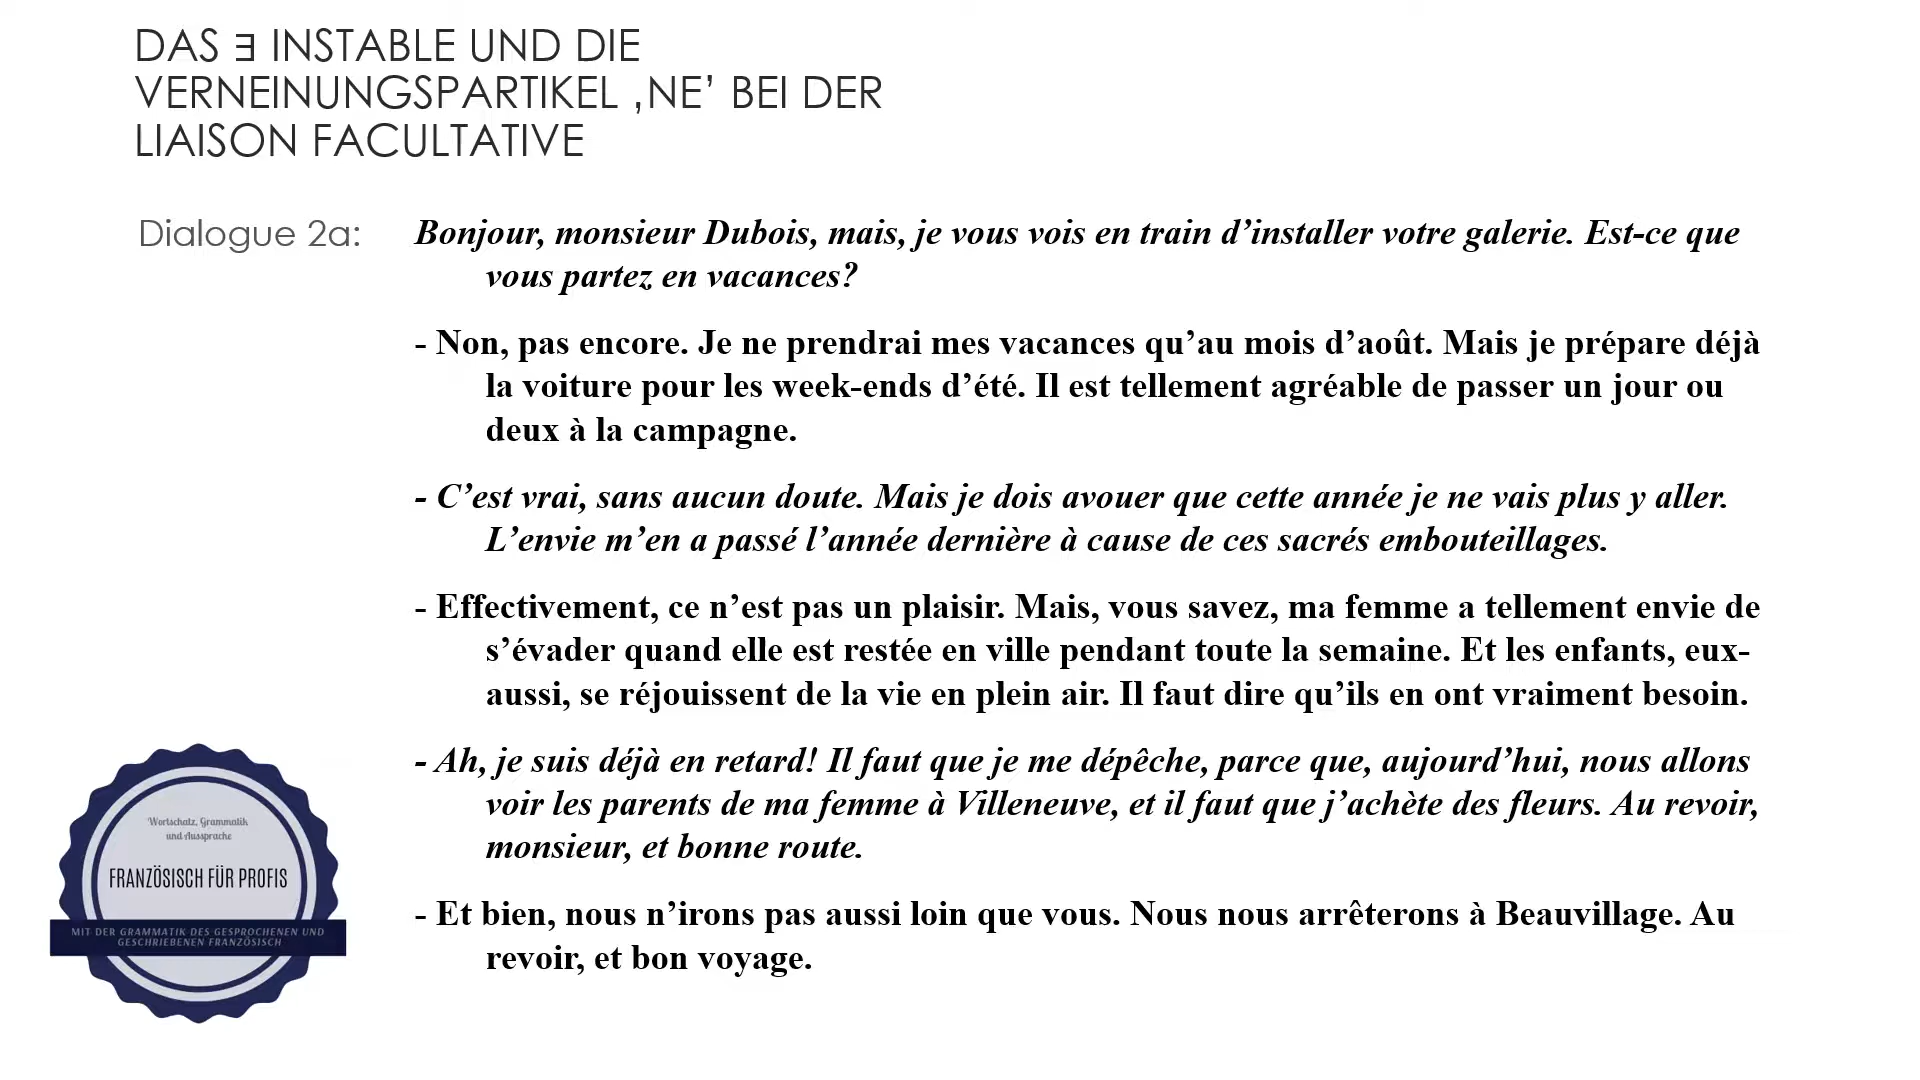 DAS ∃ INSTABLE UND DIE
VERNEINUNGSPARTIKEL ‚NE’ BEI DER
LIAISON FACULTATIVE
Dialogue 2a:
Bonjour, monsieur Dubois, mais, je vous vois en train d’installer votre galerie. Est-ce que
vous partez en vacances?
- Non, pas encore. Je ne prendrai mes vacances qu’au mois d’août. Mais je prépare déjà
la voiture pour les week-ends d’été. Il est tellement agréable de passer un jour ou
deux à la campagne.
- C’est vrai, sans aucun doute. Mais je dois avouer que cette année je ne vais plus y aller.
L’envie m’en a passé l’année dernière à cause de ces sacrés embouteillages.
- Effectivement, ce n’est pas un plaisir. Mais, vous savez, ma femme a tellement envie de
s’évader quand elle est restée en ville pendant toute la semaine. Et les enfants, eux-
aussi, se réjouissent de la vie en plein air. Il faut dire qu’ils en ont vraiment besoin.
- Ah, je suis déjà en retard! Il faut que je me dépêche, parce que, aujourd’hui, nous allons
voir les parents de ma femme à Villeneuve, et il faut que j’achète des fleurs. Au revoir,
monsieur, et bonne route.
- Et bien, nous n’irons pas aussi loin que vous. Nous nous arrêterons à Beauvillage. Au
revoir, et bon voyage.
Wortschatz, Grammatik
und Aussprache
FRANZÖSISCH FÜR PROFIS
MIT DER GRAMMATIK DES GESPROCHENEN UND
GESCHRIEBENEN FRANZÖSISCH